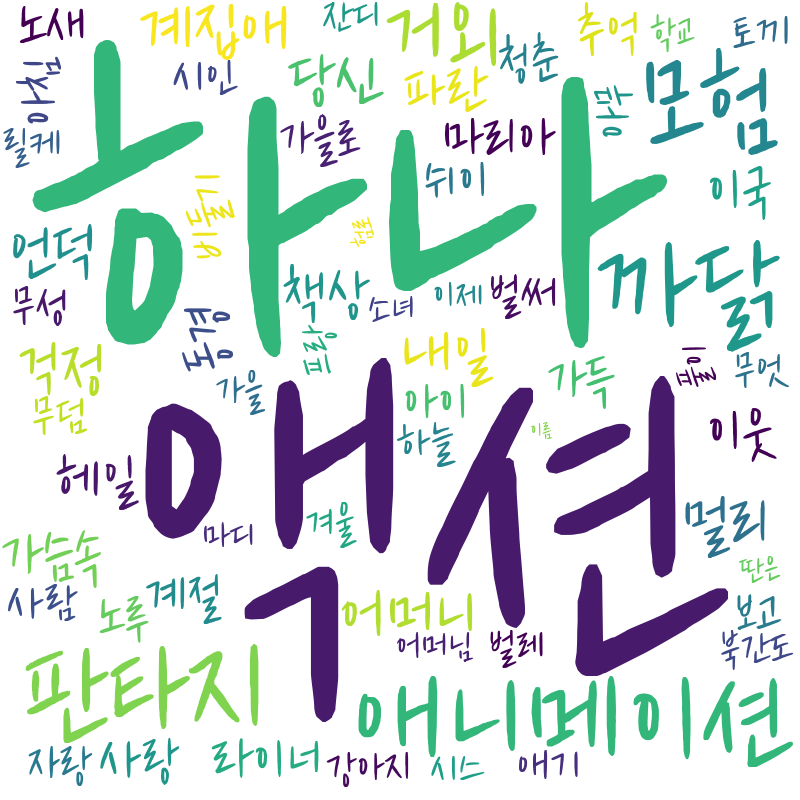 노새
계집애
잔디
거외
청춘
추억
학교
토끼
아침
시인
당신
파란
모험
릴케
가을로
마리아
쉬이
이국
하나
언덕
까닭
무성
책상
소녀
이제
벌써
걱정
가을
내일
가득
무엇
무덤
아이
하늘
이름
이웃
헤일
액션
마디
겨울
멀리
가슴속
딴은
사람
노루
계절
어머니
어머님
벌레
보고
북간도
판타지
애니메이션
자랑
사랑
라이너
강아지
시스
애기